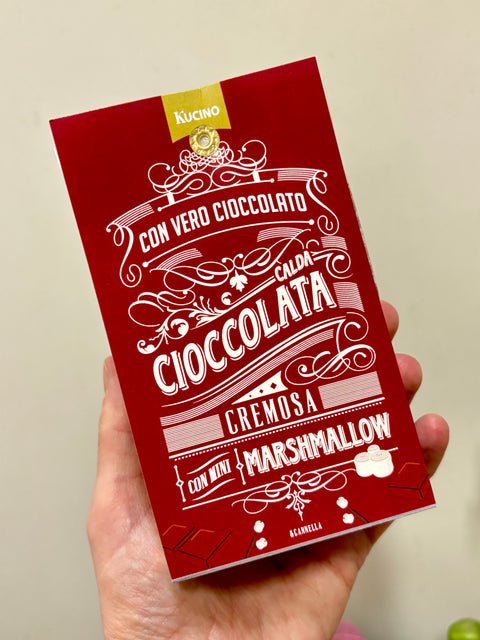 KUCINO
CON VERO CIOCCOLATO
CALDA
CIOCCOLATA
CREMOSA
CON MINI MARSHMALLOW
&CANNELLA